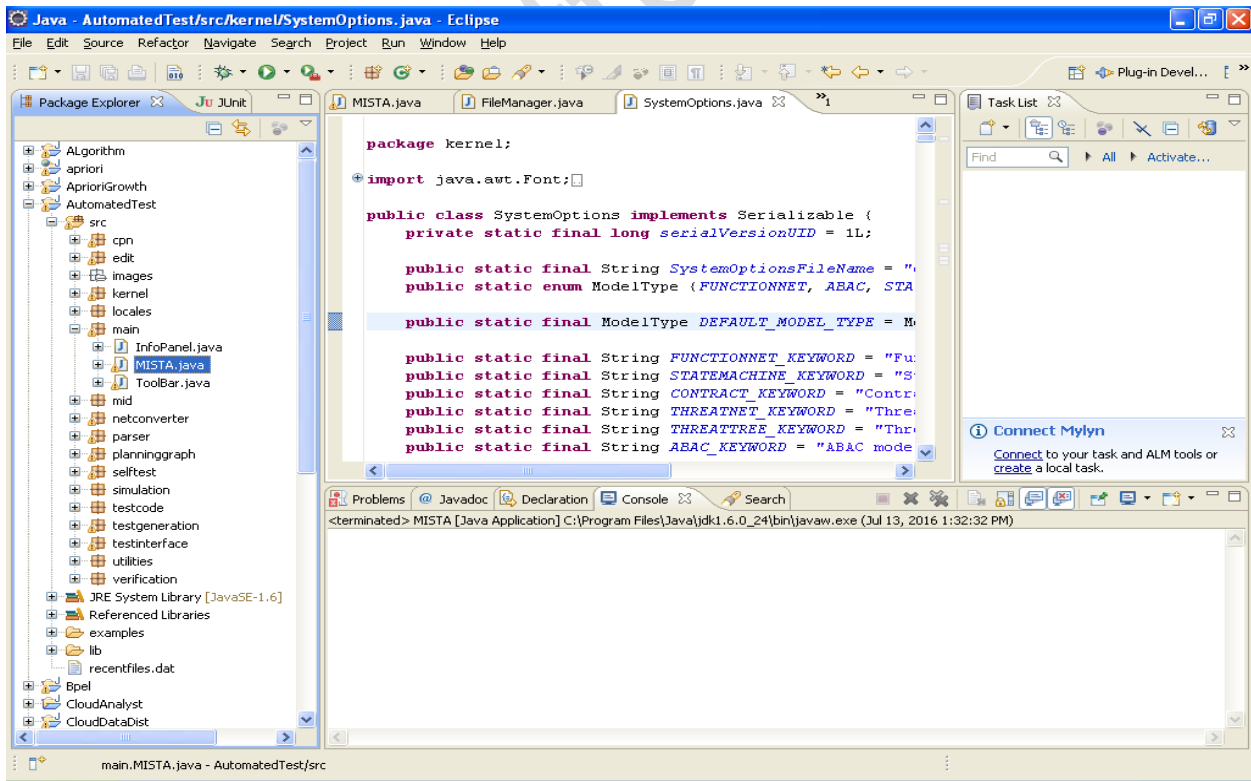 Java - AutomatedTest/src/kernel/SystemOptions.java - Eclipse
File Edit Source Refactor Navigate Search Project Run Window Help
Plug-in Devel...
Package Explorer JUnit
ALgorithm
apriori
AprioriGrowth
AutomatedTest
src
cpn
edit
images
kernel
locales
main
InfoPanel.java
MISTA.java
ToolBar.java
mid
netconverter
parser
planninggraph
selftest
simulation
testcode
testgeneration
testinterface
utilities
verification
JRE System Library [JavaSE-1.6]
Referenced Libraries
examples
lib
recentfiles.dat
Bpel
CloudAnalyst
CloudDataDist
MISTA.java FileManager.java SystemOptions.java »1
package kernel;
import java.awt.Font;
public class SystemOptions implements Serializable {
private static final long serialVersionUID = 1L;
public static final String SystemOptionsFileName = "
public static enum ModelType {FUNCTIONNET, ABAC, STA
public static final ModelType DEFAULT_MODEL_TYPE = M
public static final String FUNCTIONNET_KEYWORD = "Fu
public static final String STATEMACHINE_KEYWORD = "S
public static final String CONTRACT_KEYWORD = "Contr
public static final String THREATNET_KEYWORD = "Thre
public static final String THREATTREE_KEYWORD = "Thr
public static final String ABAC_KEYWORD = "ABAC mode
Task List
Find All Activate...
Connect Mylyn
Connect to your task and ALM tools or
create a local task.
Problems Javadoc Declaration Console Search
<terminated> MISTA [Java Application] C:\Program Files\Java\jdk1.6.0_24\bin\javaw.exe (Jul 13, 2016 1:32:32 PM)
main.MISTA.java - AutomatedTest/src